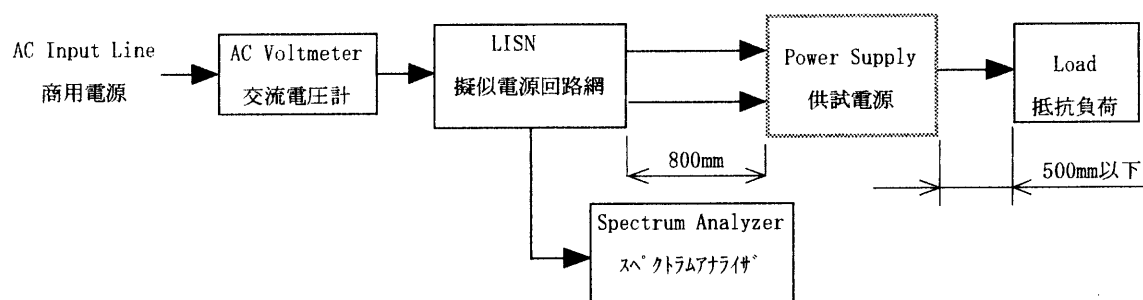 AC Input Line
商用電源
AC Voltmeter
交流電圧計
LISN
擬似電源回路網
Power Supply
供試電源
Load
抵抗負荷
800mm
500mm以下
Spectrum Analyzer
ｽﾍﾟｸﾄﾗﾑｱﾅﾗｲｻﾞ